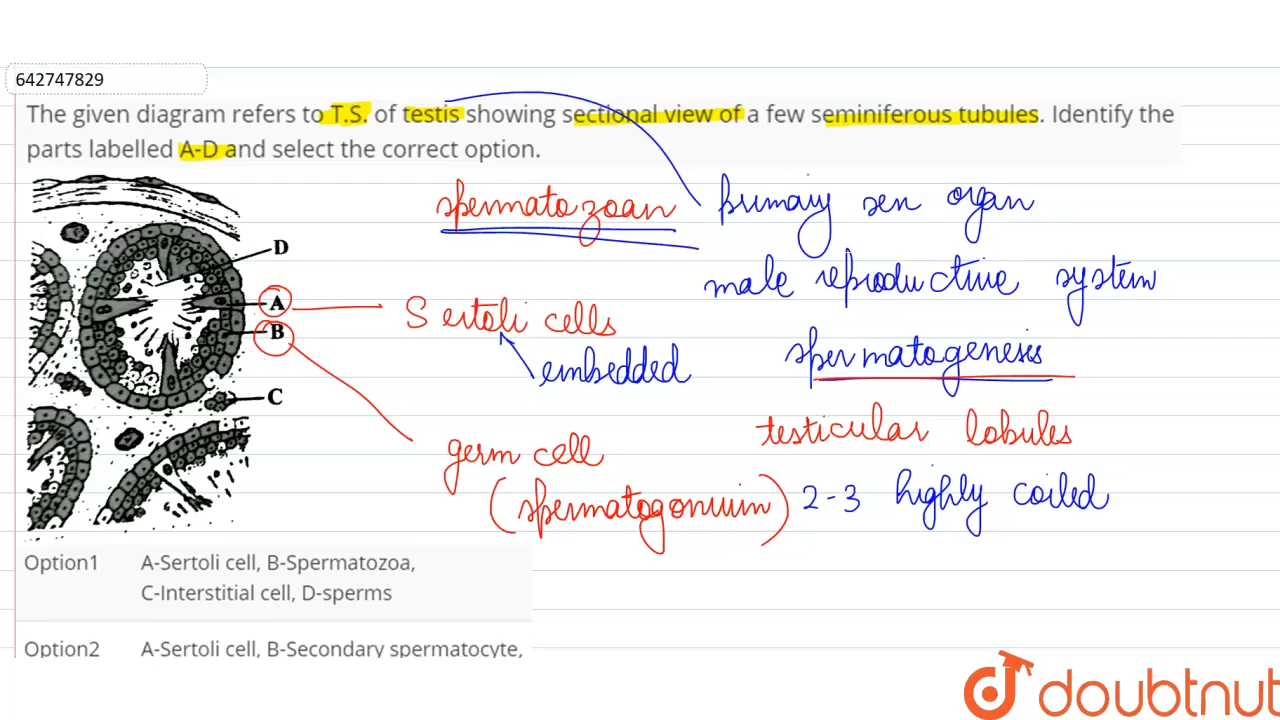 642747829
The given diagram refers to T.S. of testis showing sectional view of a few seminiferous tubules. Identify the
parts labelled A-D and select the correct option.
spermatozoan
primary sex organ
male reproductive system
D
A
Sertoli cells
B
embedded
spermatogenesis
C
testicular lobules
germ cell
(spermatogonium)
2-3 highly coiled
Option1 A-Sertoli cell, B-Spermatozoa,
C-Interstitial cell, D-sperms
Option2 A-Sertoli cell, B-Secondary spermatocyte,
doubtnut